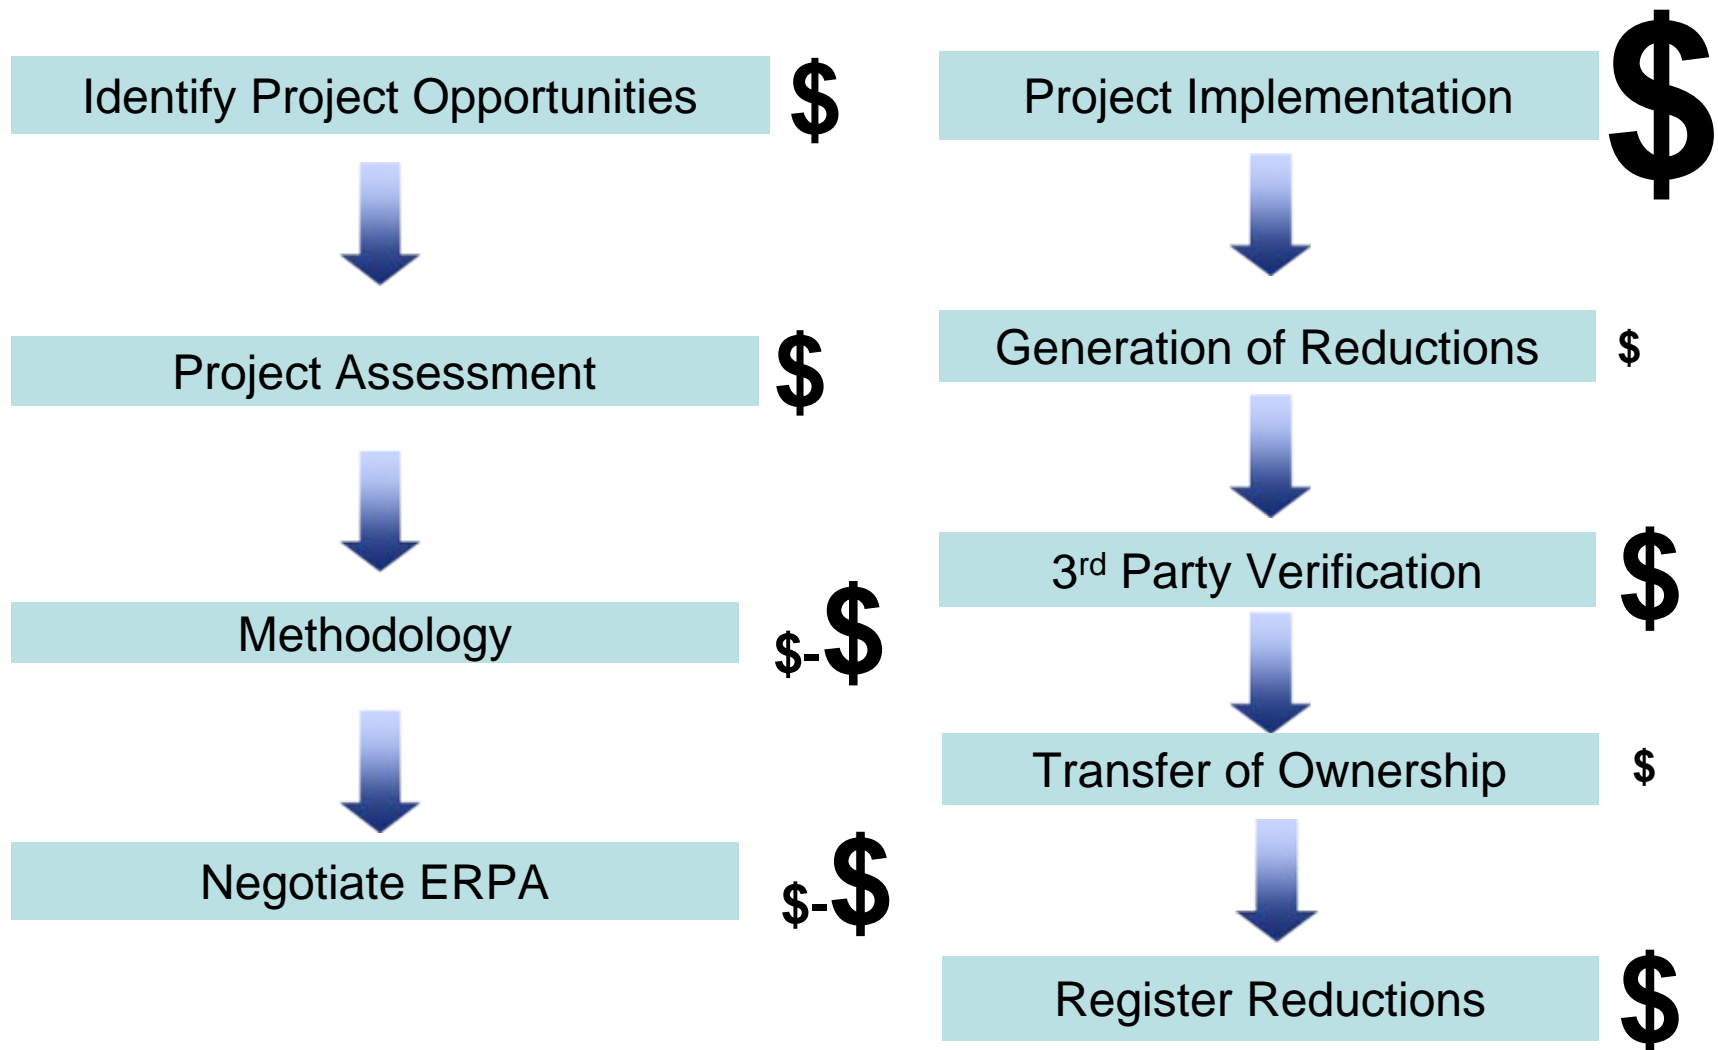 Identify Project Opportunities $
Project Assessment $
Methodology $-$
Negotiate ERPA $-$
Project Implementation $
Generation of Reductions $
3rd Party Verification $
Transfer of Ownership $
Register Reductions $